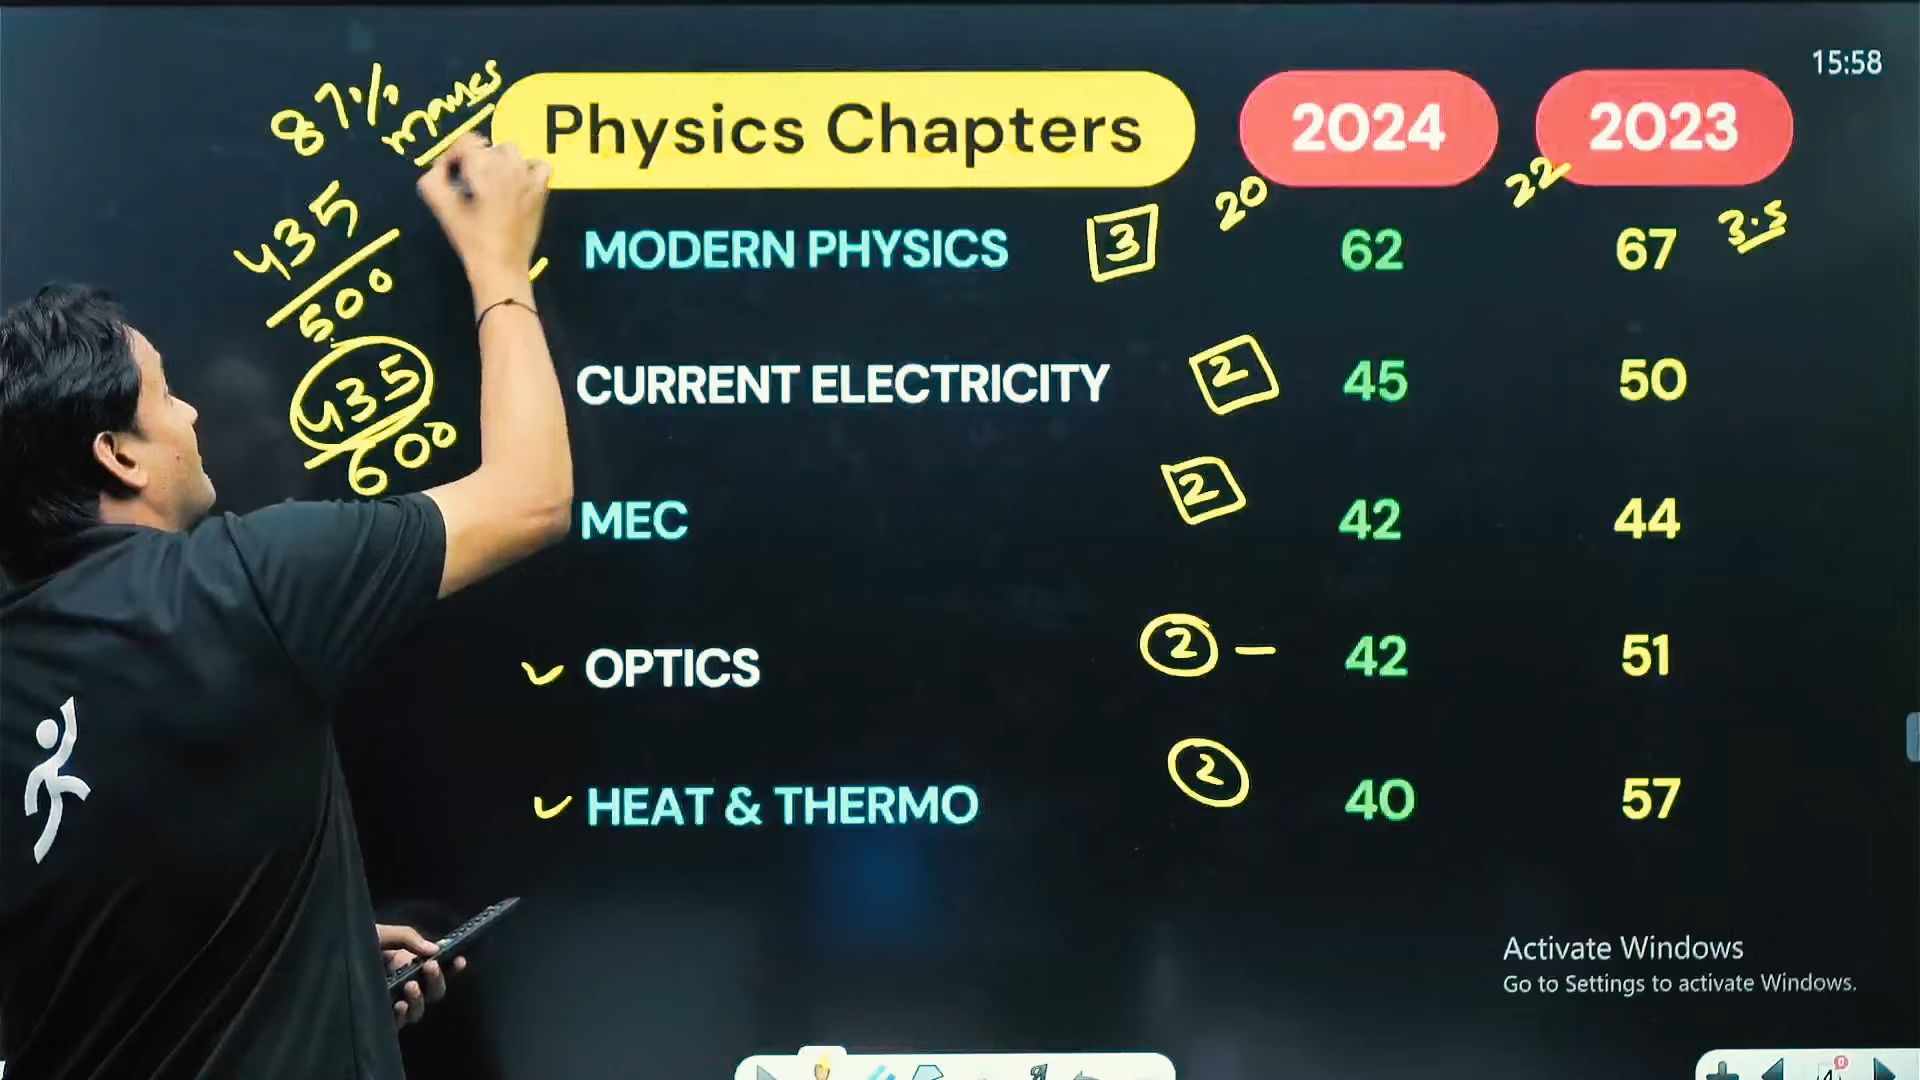 15:58
87% marks
Physics Chapters 2024 2023
435
500
435
600
20
22
MODERN PHYSICS 3 62 67 3.5
CURRENT ELECTRICITY 2 45 50
MEC 2 42 44
OPTICS 2 – 42 51
HEAT & THERMO 2 40 57
Activate Windows
Go to Settings to activate Windows.